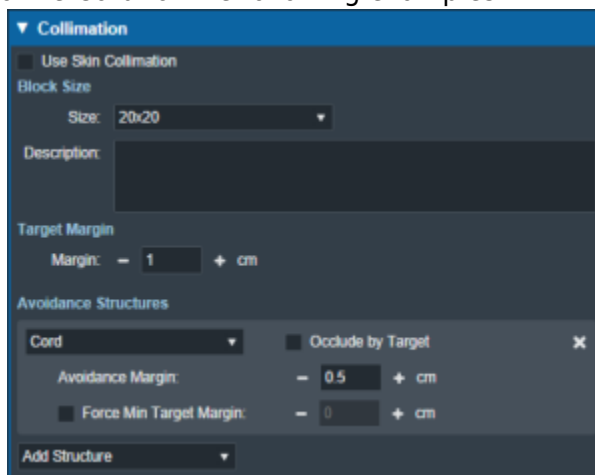 Collimation
Use Skin Collimation
Block Size
Size: 20x20
Description:
Target Margin
Margin: − 1 + cm
Avoidance Structures
Cord Occlude by Target ×
Avoidance Margin: − 0.5 + cm
Force Min Target Margin: − 0 + cm
Add Structure